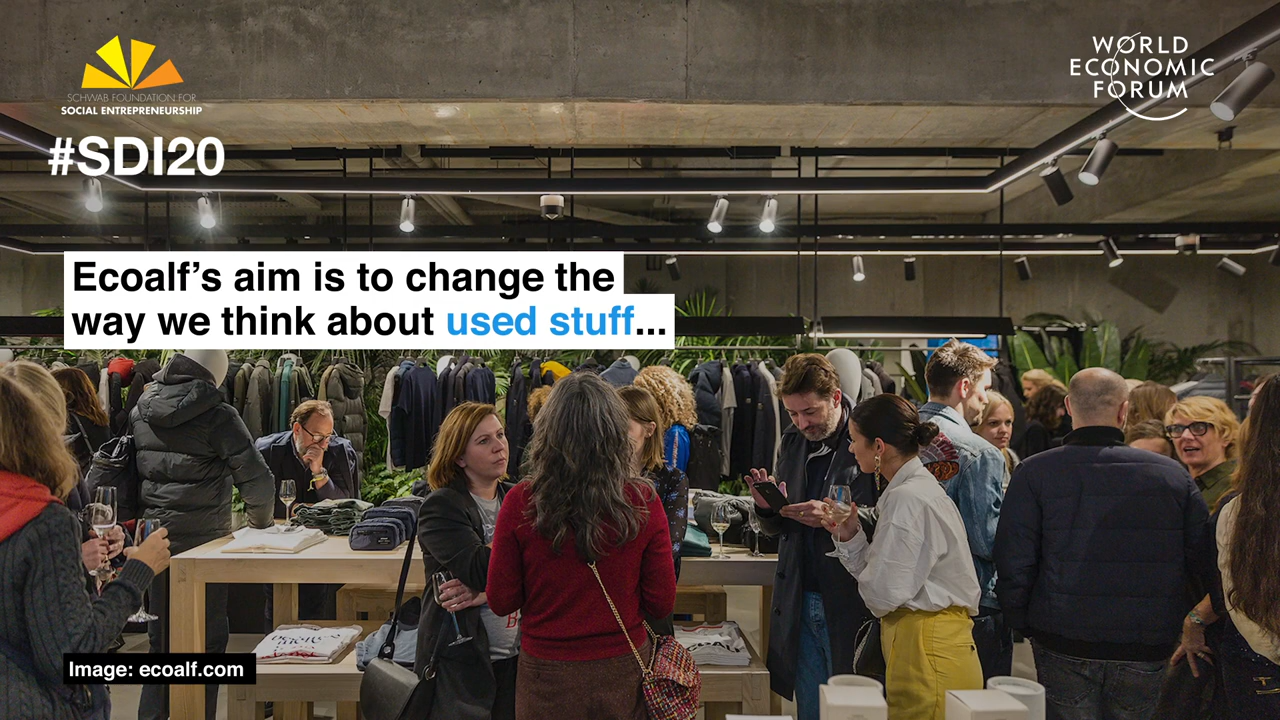 SCHWAB FOUNDATION FOR
SOCIAL ENTREPRENEURSHIP
#SDI20
WORLD
ECONOMIC
FORUM
Ecoalf’s aim is to change the
way we think about used stuff...
Image: ecoalf.com